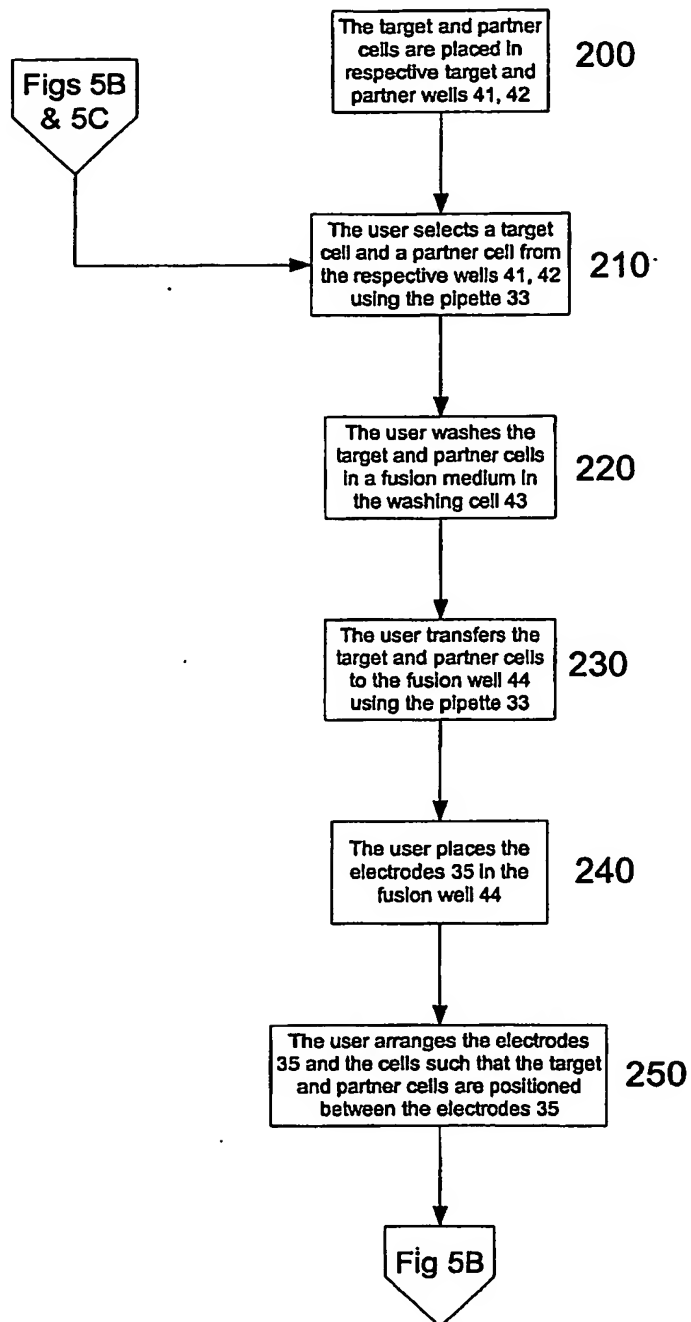 The target and partner
cells are placed in
respective target and
partner wells 41, 42
200
Figs 5B
& 5C
The user selects a target
cell and a partner cell from
the respective wells 41, 42
using the pipette 33
210
The user washes the
target and partner cells
in a fusion medium in
the washing cell 43
220
The user transfers the
target and partner cells
to the fusion well 44
using the pipette 33
230
The user places the
electrodes 35 in the
fusion well 44
240
The user arranges the electrodes
35 and the cells such that the target
and partner cells are positioned
between the electrodes 35
250
Fig 5B